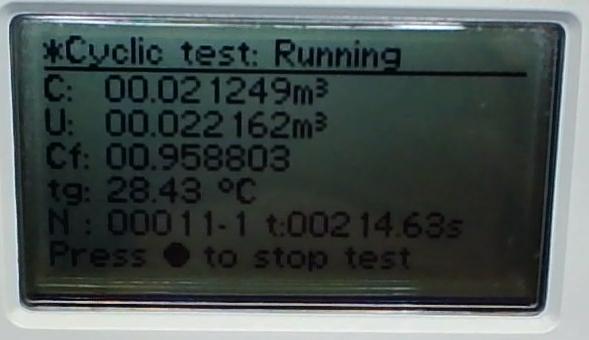 *Cyclic test: Running
C: 00.021249m³
U: 00.022162m³
Cf: 00.958803
tg: 28.43 °C
N : 00011-1 t:00214.63s
Press ● to stop test